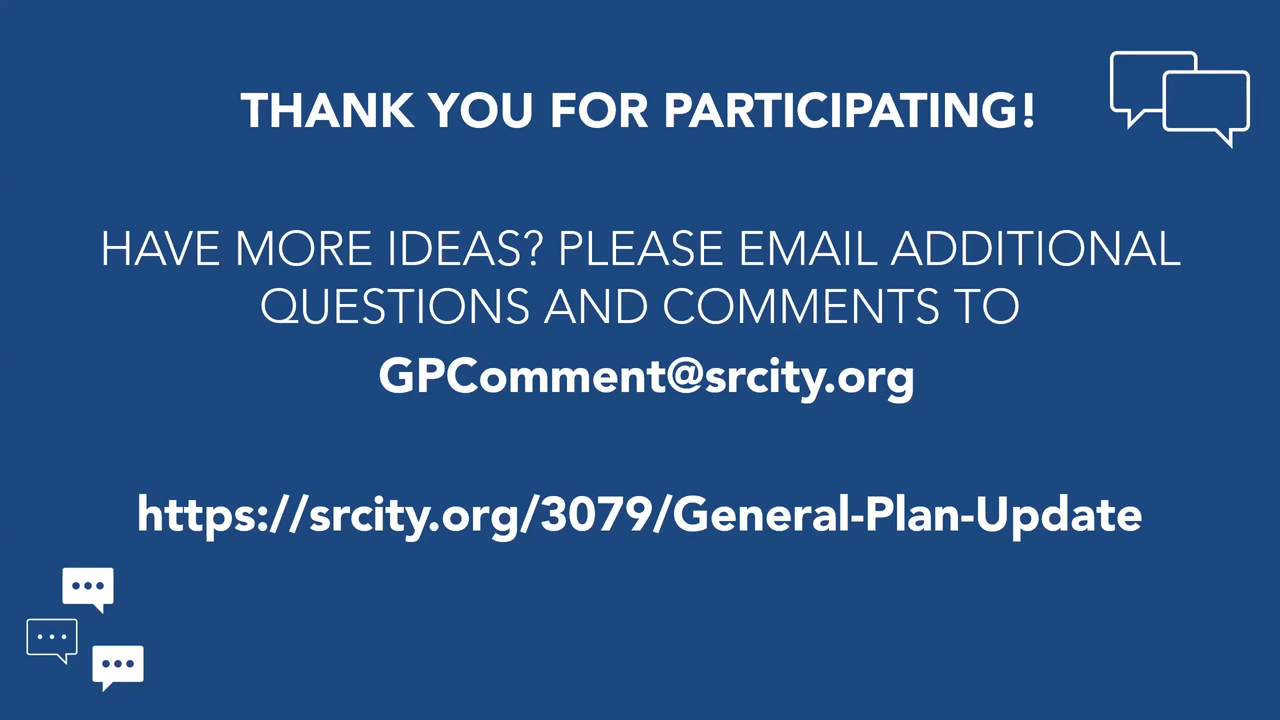 THANK YOU FOR PARTICIPATING!
HAVE MORE IDEAS? PLEASE EMAIL ADDITIONAL
QUESTIONS AND COMMENTS TO
GPComment@srcity.org
https://srcity.org/3079/General-Plan-Update